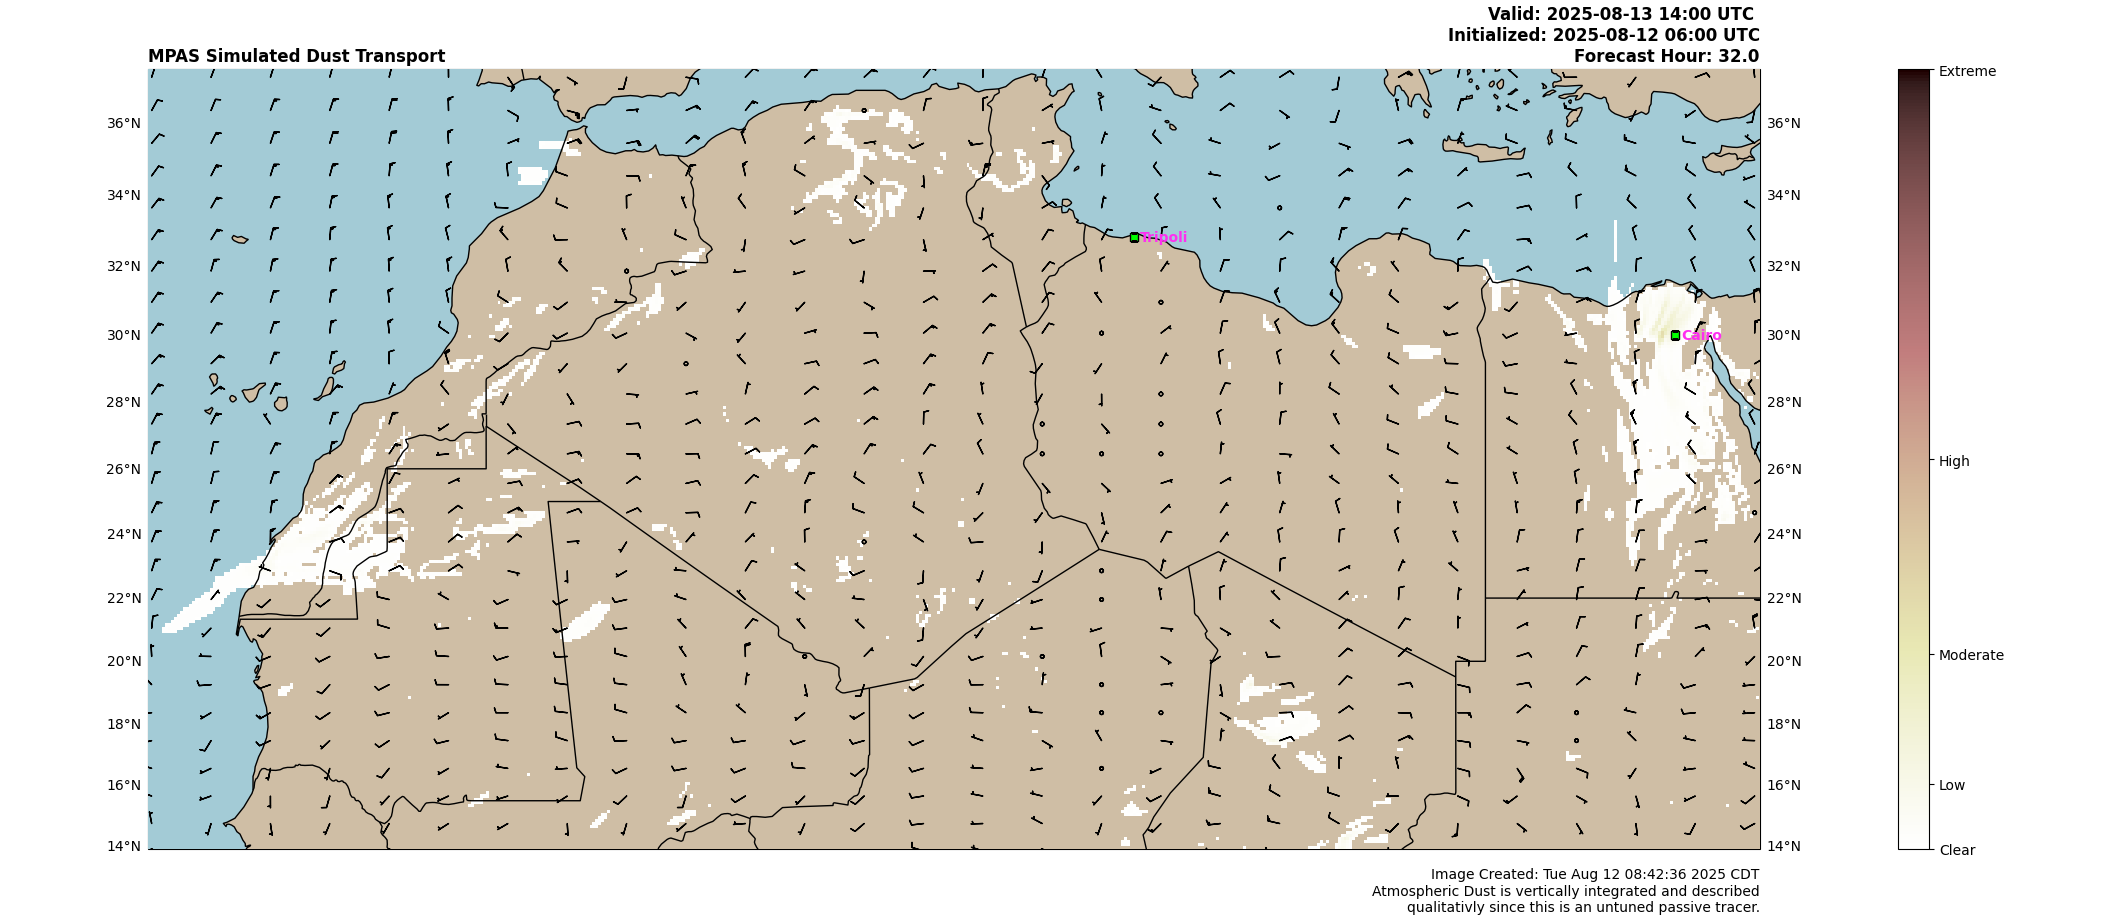 Valid: 2025-08-13 14:00 UTC
Initialized: 2025-08-12 06:00 UTC
MPAS Simulated Dust Transport
Forecast Hour: 32.0
Extreme
36°N
36°N
34°N
34°N
Tripoli
32°N
32°N
30°N
Cairo
30°N
28°N
28°N
High
26°N
26°N
24°N
24°N
22°N
22°N
Moderate
20°N
20°N
18°N
18°N
16°N
16°N
Low
14°N
14°N
Clear
Image Created: Tue Aug 12 08:42:36 2025 CDT
Atmospheric Dust is vertically integrated and described
qualitativly since this is an untuned passive tracer.